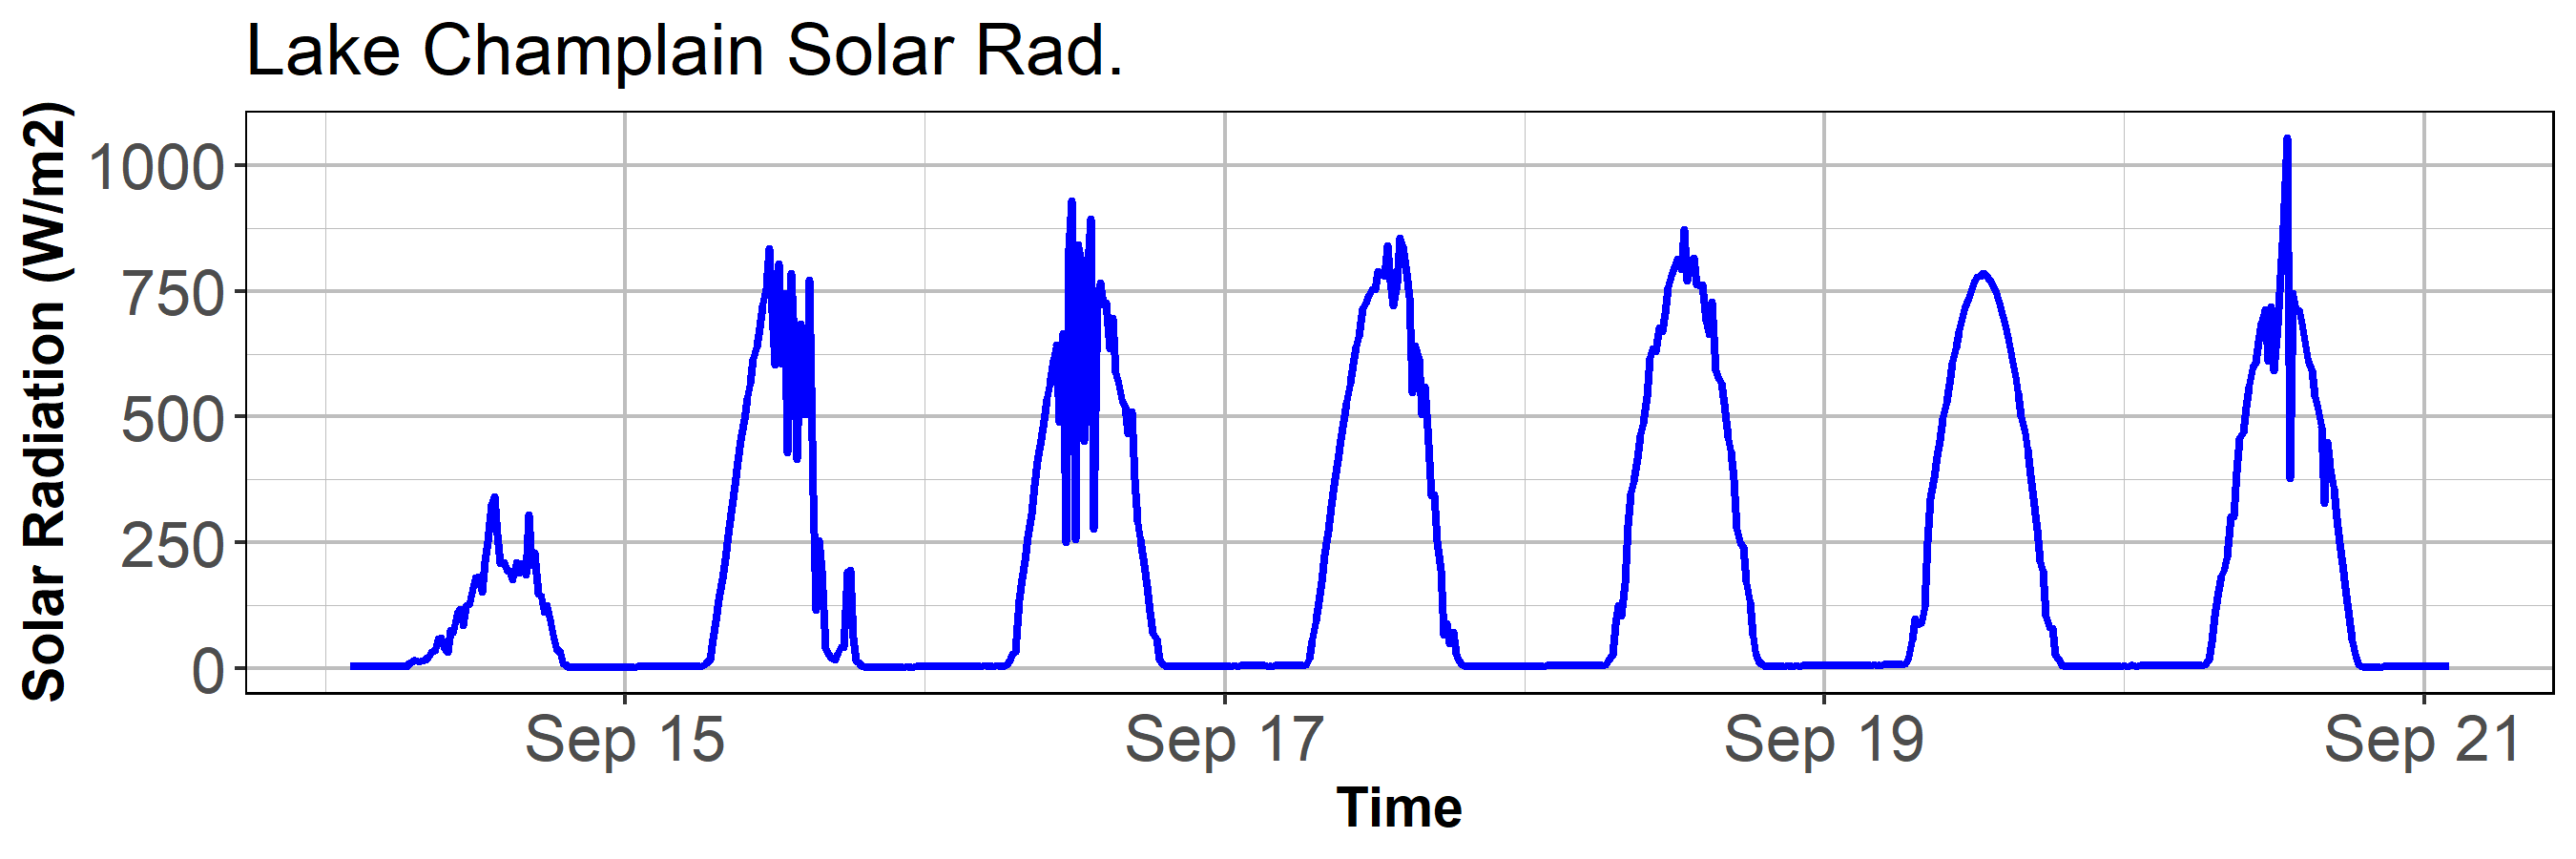 Lake Champlain Solar Rad.
Solar Radiation (W/m2)
1000
750
500
250
0
Sep 15
Sep 17
Sep 19
Sep 21
Time